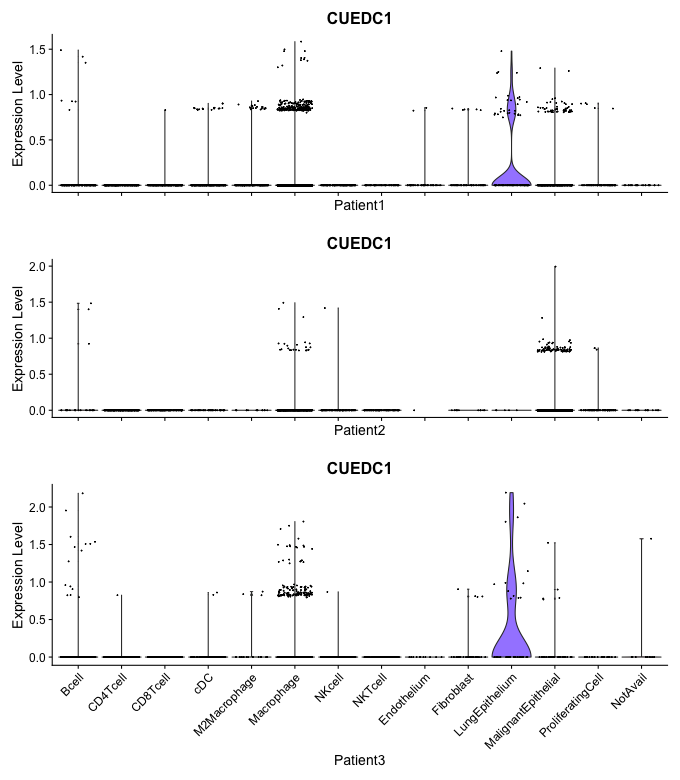 CUEDC1
Expression Level
1.5
1.0
0.5
0.0
Patient1
CUEDC1
Expression Level
2.0
1.5
1.0
0.5
0.0
Patient2
CUEDC1
Expression Level
2.0
1.5
1.0
0.5
0.0
Bcell
CD4Tcell
CD8Tcell
cDC
M2Macrophage
Macrophage
NKcell
NKTcell
Endothelium
Fibroblast
LungEpithelium
MalignantEpithelial
ProliferatingCell
NotAvail
Patient3